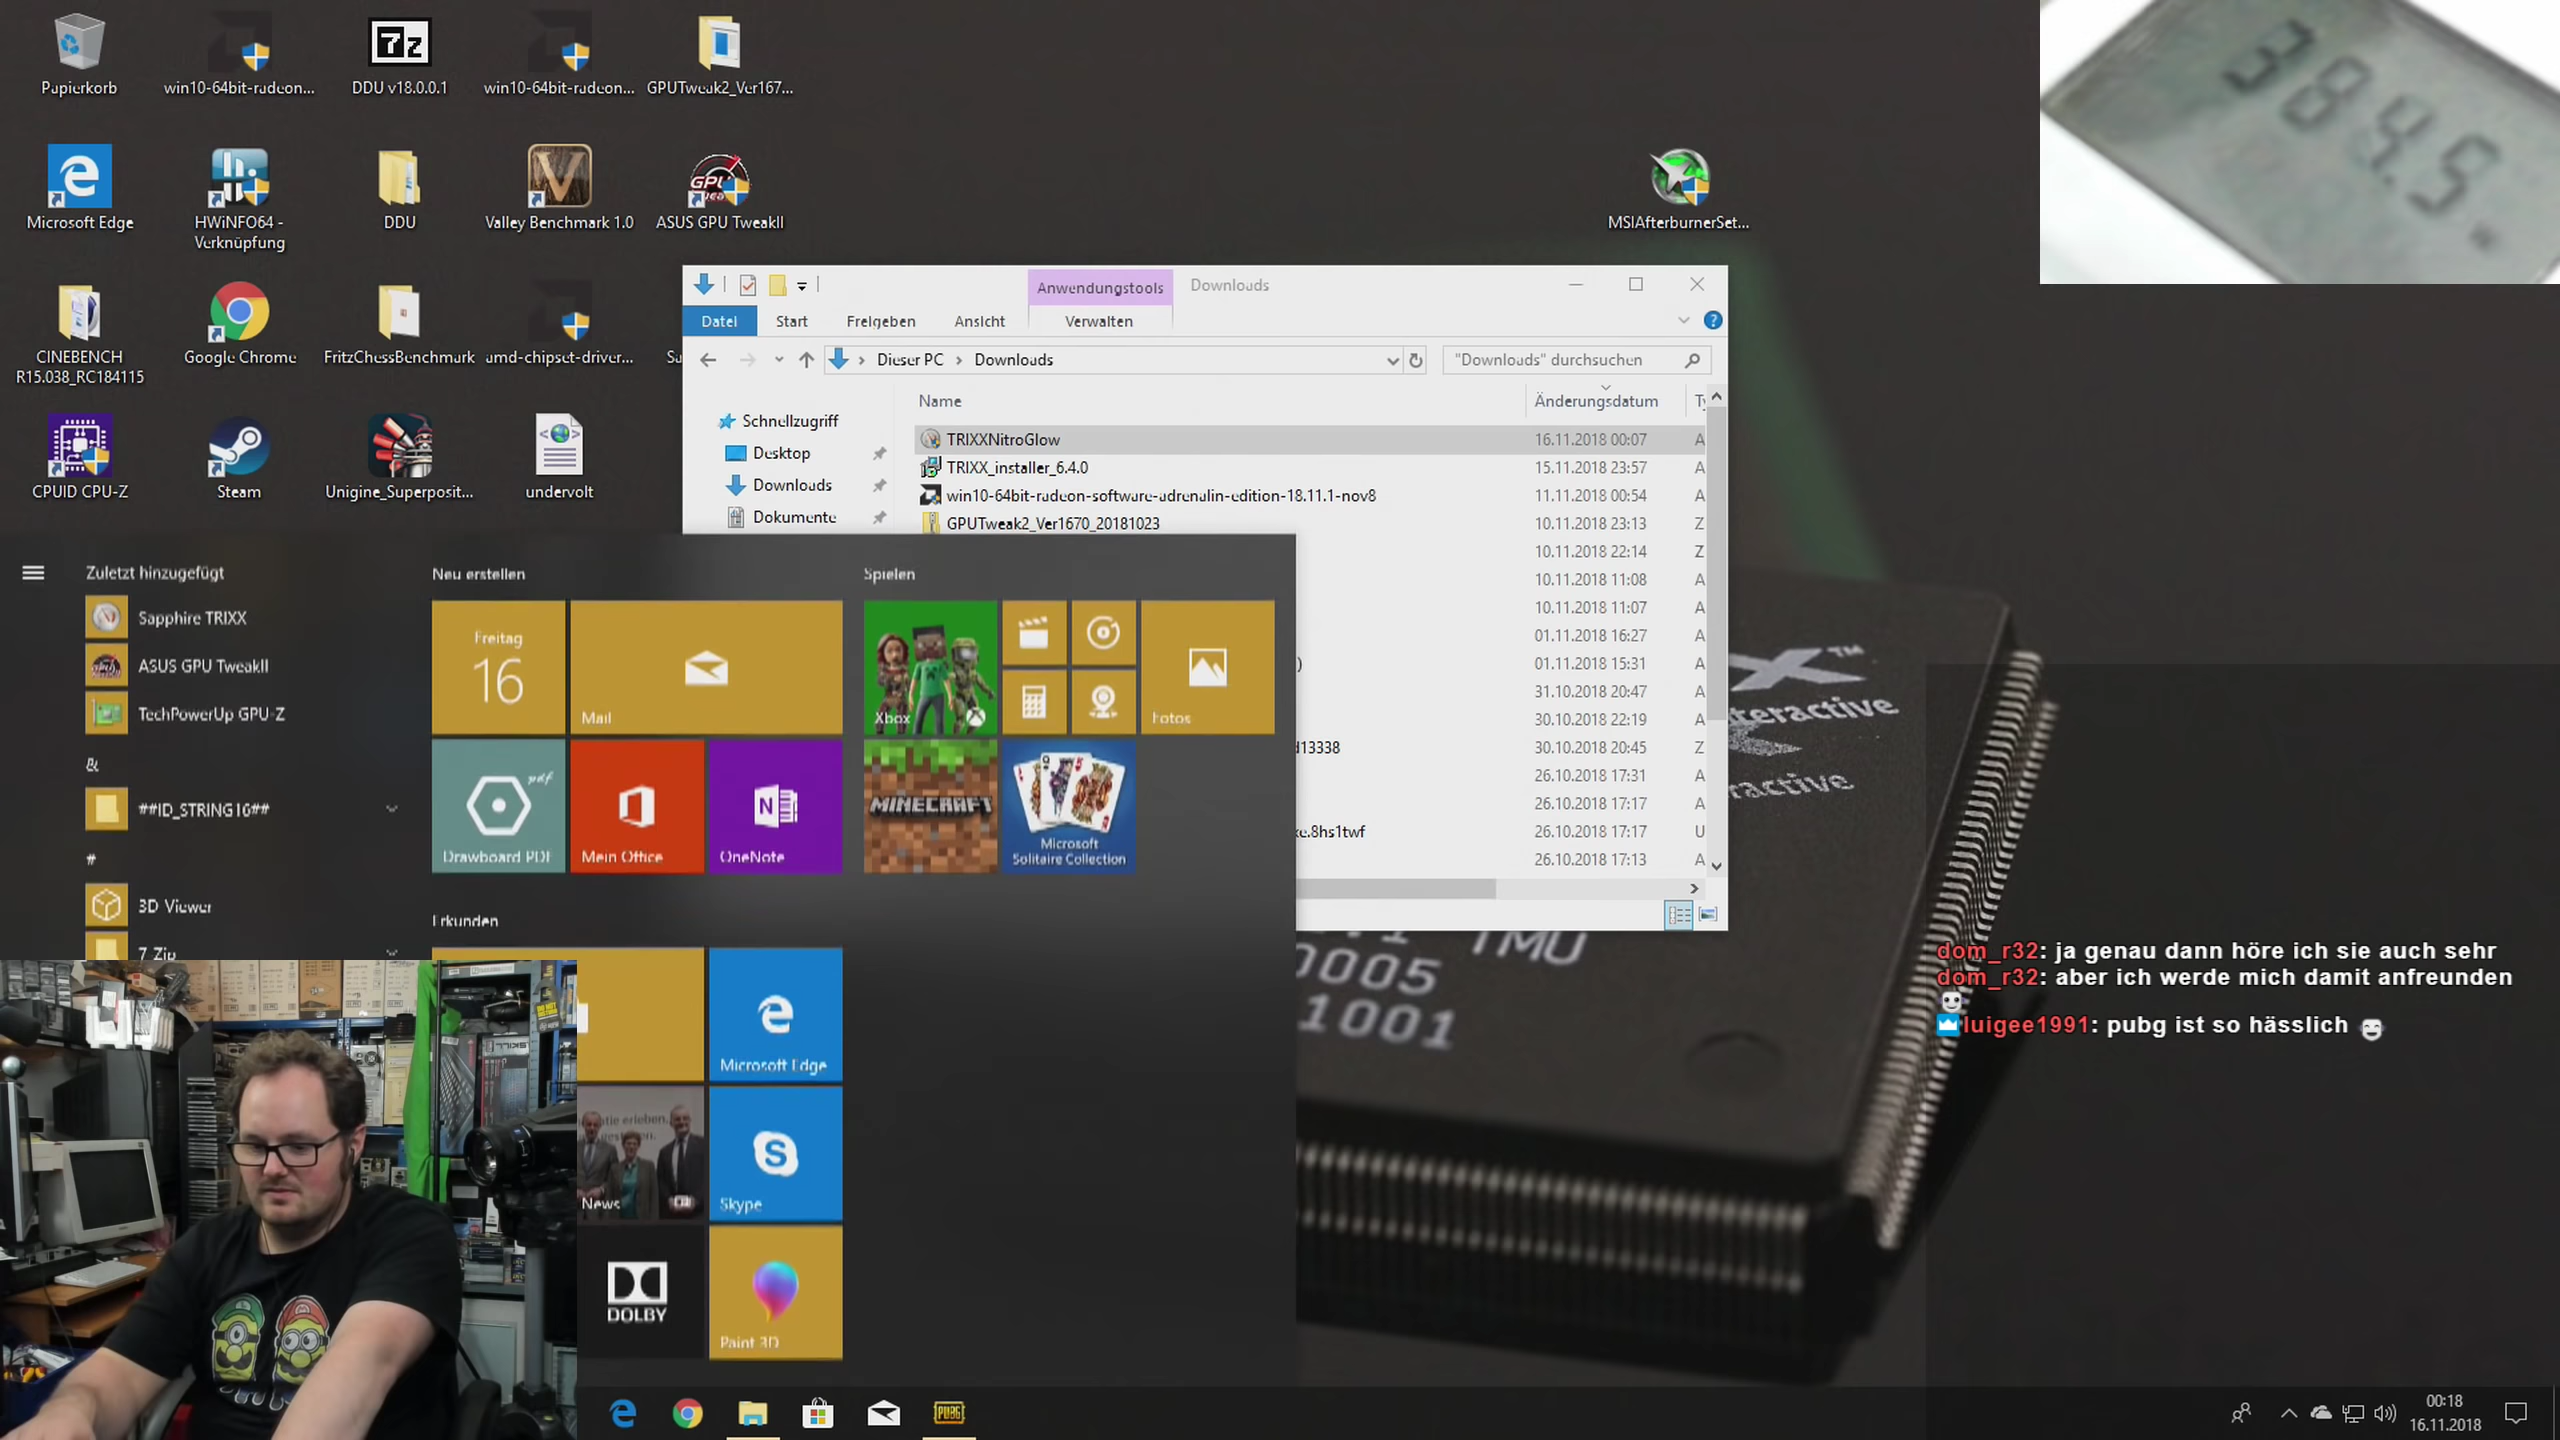 Papierkorb
win10-64bit-radeon...
DDU v18.0.0.1
win10-64bit-radeon...
GPUTweak2_Ver167...
7z
Microsoft Edge
HWiNFO64 -
Verknüpfung
DDU
Valley Benchmark 1.0
ASUS GPU TweakII
MSIAfterburnerSet...
CINEBENCH
R15.038_RC184115
Google Chrome
FritzChessBenchmark
amd-chipset-driver...
Sa
CPUID CPU-Z
Steam
Unigine_Superposit...
undervolt
Anwendungstools
Downloads
Datei
Start
Freigeben
Ansicht
Verwalten
Dieser PC > Downloads
"Downloads" durchsuchen
Name
Änderungsdatum
Schnellzugriff
Desktop
Downloads
Dokumente
TRIXXNitroGlow 16.11.2018 00:07 A
TRIXX_installer_6.4.0 15.11.2018 23:57 A
win10-64bit-radeon-software-adrenalin-edition-18.11.1-nov8 11.11.2018 00:54 A
GPUTweak2_Ver1670_20181023 10.11.2018 23:13 Z
10.11.2018 22:14 Z
10.11.2018 11:08 A
10.11.2018 11:07 A
01.11.2018 16:27 A
) 01.11.2018 15:31 A
31.10.2018 20:47 A
30.10.2018 22:19 A
13338 30.10.2018 20:45 Z
26.10.2018 17:31 A
26.10.2018 17:17 A
.8hs1twf 26.10.2018 17:17 U
26.10.2018 17:13 A
Zuletzt hinzugefügt
Sapphire TRIXX
ASUS GPU TweakII
TechPowerUp GPU-Z
&
##ID_STRING16##
#
3D Viewer
7-Zip
Neu erstellen
Freitag
16
Mail
Drawboard PDF
Mein Office
OneNote
Spielen
Xbox
Fotos
MINECRAFT
Microsoft
Solitaire Collection
Erkunden
Microsoft Edge
News
Skype
DOLBY
Paint 3D
TM
teractive
ractive
TMU
0005
1001
dom_r32: ja genau dann höre ich sie auch sehr
dom_r32: aber ich werde mich damit anfreunden
luigee1991: pubg ist so hässlich
PUBG
00:18
16.11.2018